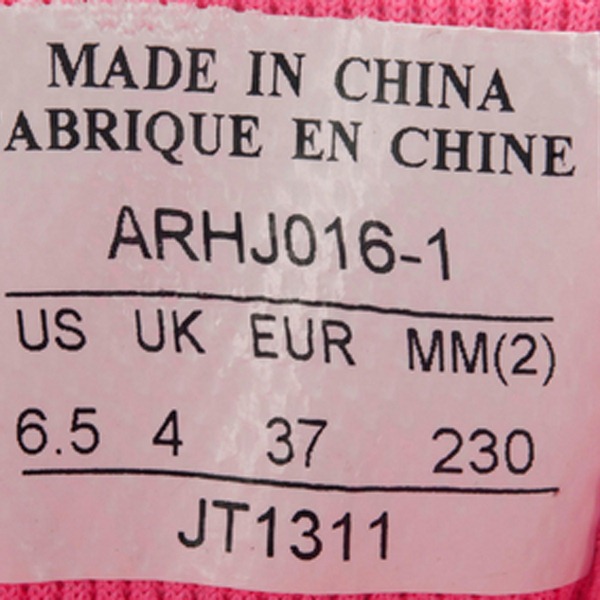 MADE IN CHINA
ABRIQUE EN CHINE
ARHJ016-1
US UK EUR MM(2)
6.5 4 37 230
JT1311